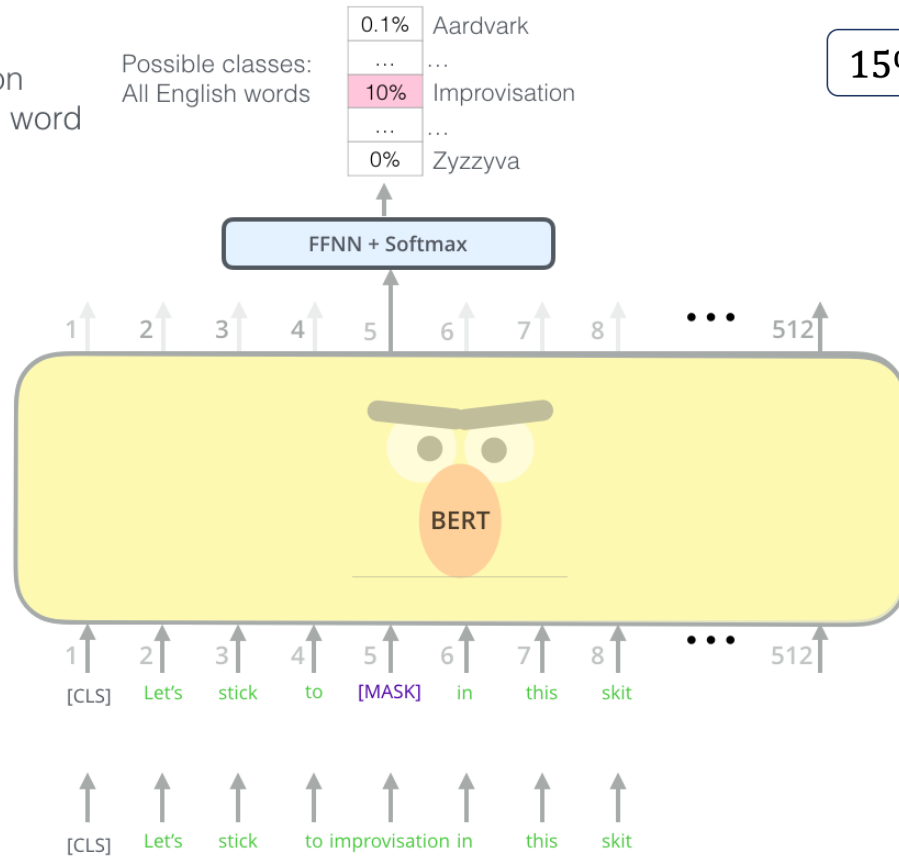 0.1% Aardvark
Possible classes: ... ...
All English words 10% Improvisation
word
... ...
0% Zyzzyva
FFNN + Softmax
1 2 3 4 5 6 7 8 ... 512
BERT
1 2 3 4 5 6 7 8 ... 512
[CLS] Let's stick to [MASK] in this skit
[CLS] Let's stick to improvisation in this skit